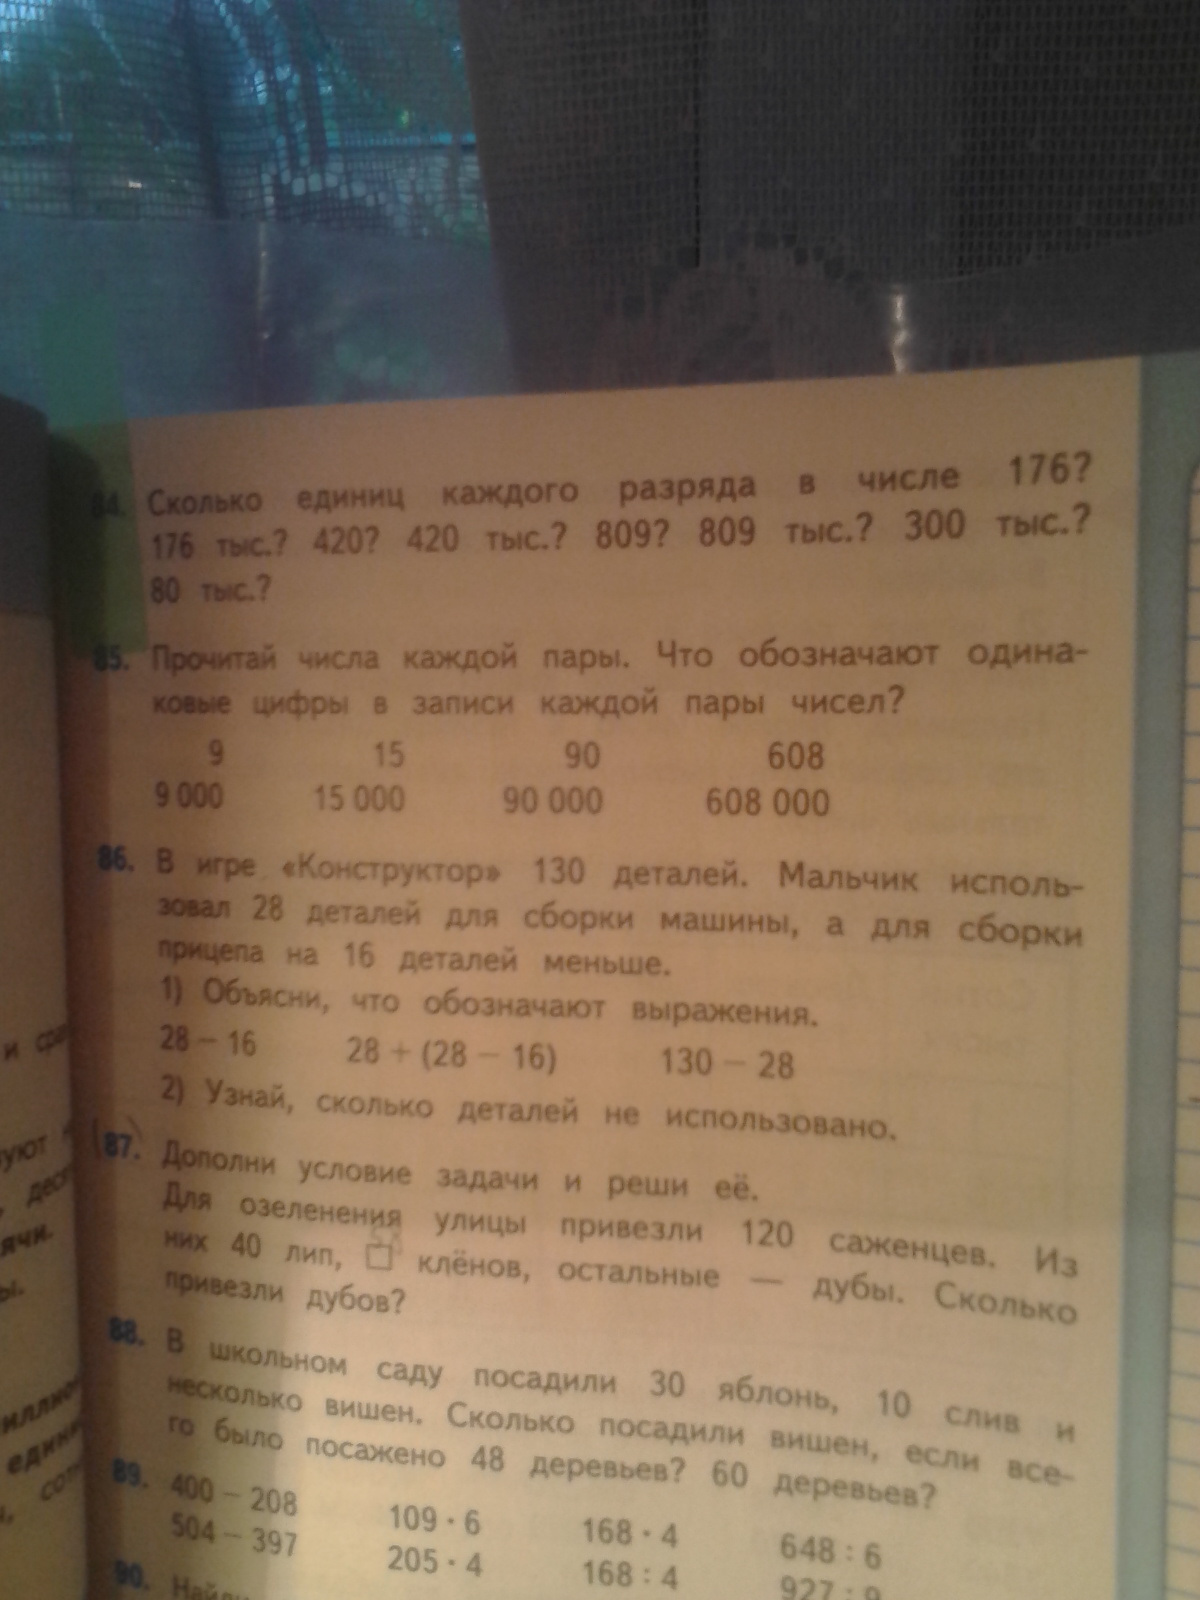 84. Сколько единиц каждого разряда в числе 176?
176 тыс.? 420? 420 тыс.? 809? 809 тыс.? 300 тыс.?
80 тыс.?
85. Прочитай числа каждой пары. Что обозначают одина-
ковые цифры в записи каждой пары чисел?
9 15 90 608
9 000 15 000 90 000 608 000
86. В игре «Конструктор» 130 деталей. Мальчик исполь-
зовал 28 деталей для сборки машины, а для сборки
прицепа на 16 деталей меньше.
1) Объясни, что обозначают выражения.
28 – 16 28 + (28 – 16) 130 – 28
2) Узнай, сколько деталей не использовано.
87. Дополни условие задачи и реши её.
Для озеленения улицы привезли 120 саженцев. Из
них 40 лип, □ клёнов, остальные — дубы. Сколько
привезли дубов?
88. В школьном саду посадили 30 яблонь, 10 слив и
несколько вишен. Сколько посадили вишен, если все-
го было посажено 48 деревьев? 60 деревьев?
89. 400 – 208 109 · 6 168 · 4 648 : 6
504 – 397 205 · 4 168 : 4 927 : 9
90.